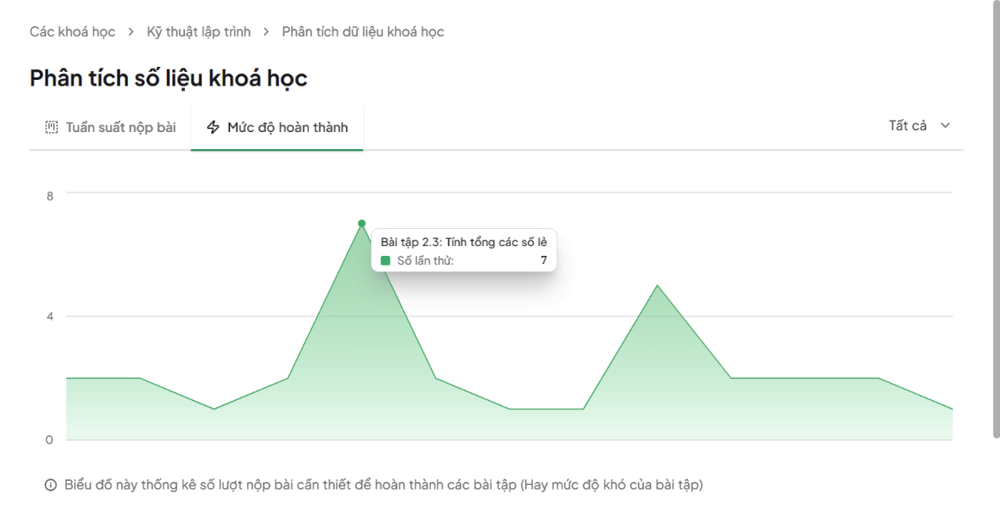 Các khoá học > Kỹ thuật lập trình > Phân tích dữ liệu khoá học
Phân tích số liệu khoá học
Tuần suất nộp bài
Mức độ hoàn thành
Tất cả
8
Bài tập 2.3: Tính tổng các số lẻ
Số lần thử: 7
4
0
Biểu đồ này thống kê số lượt nộp bài cần thiết để hoàn thành các bài tập (Hay mức độ khó của bài tập)